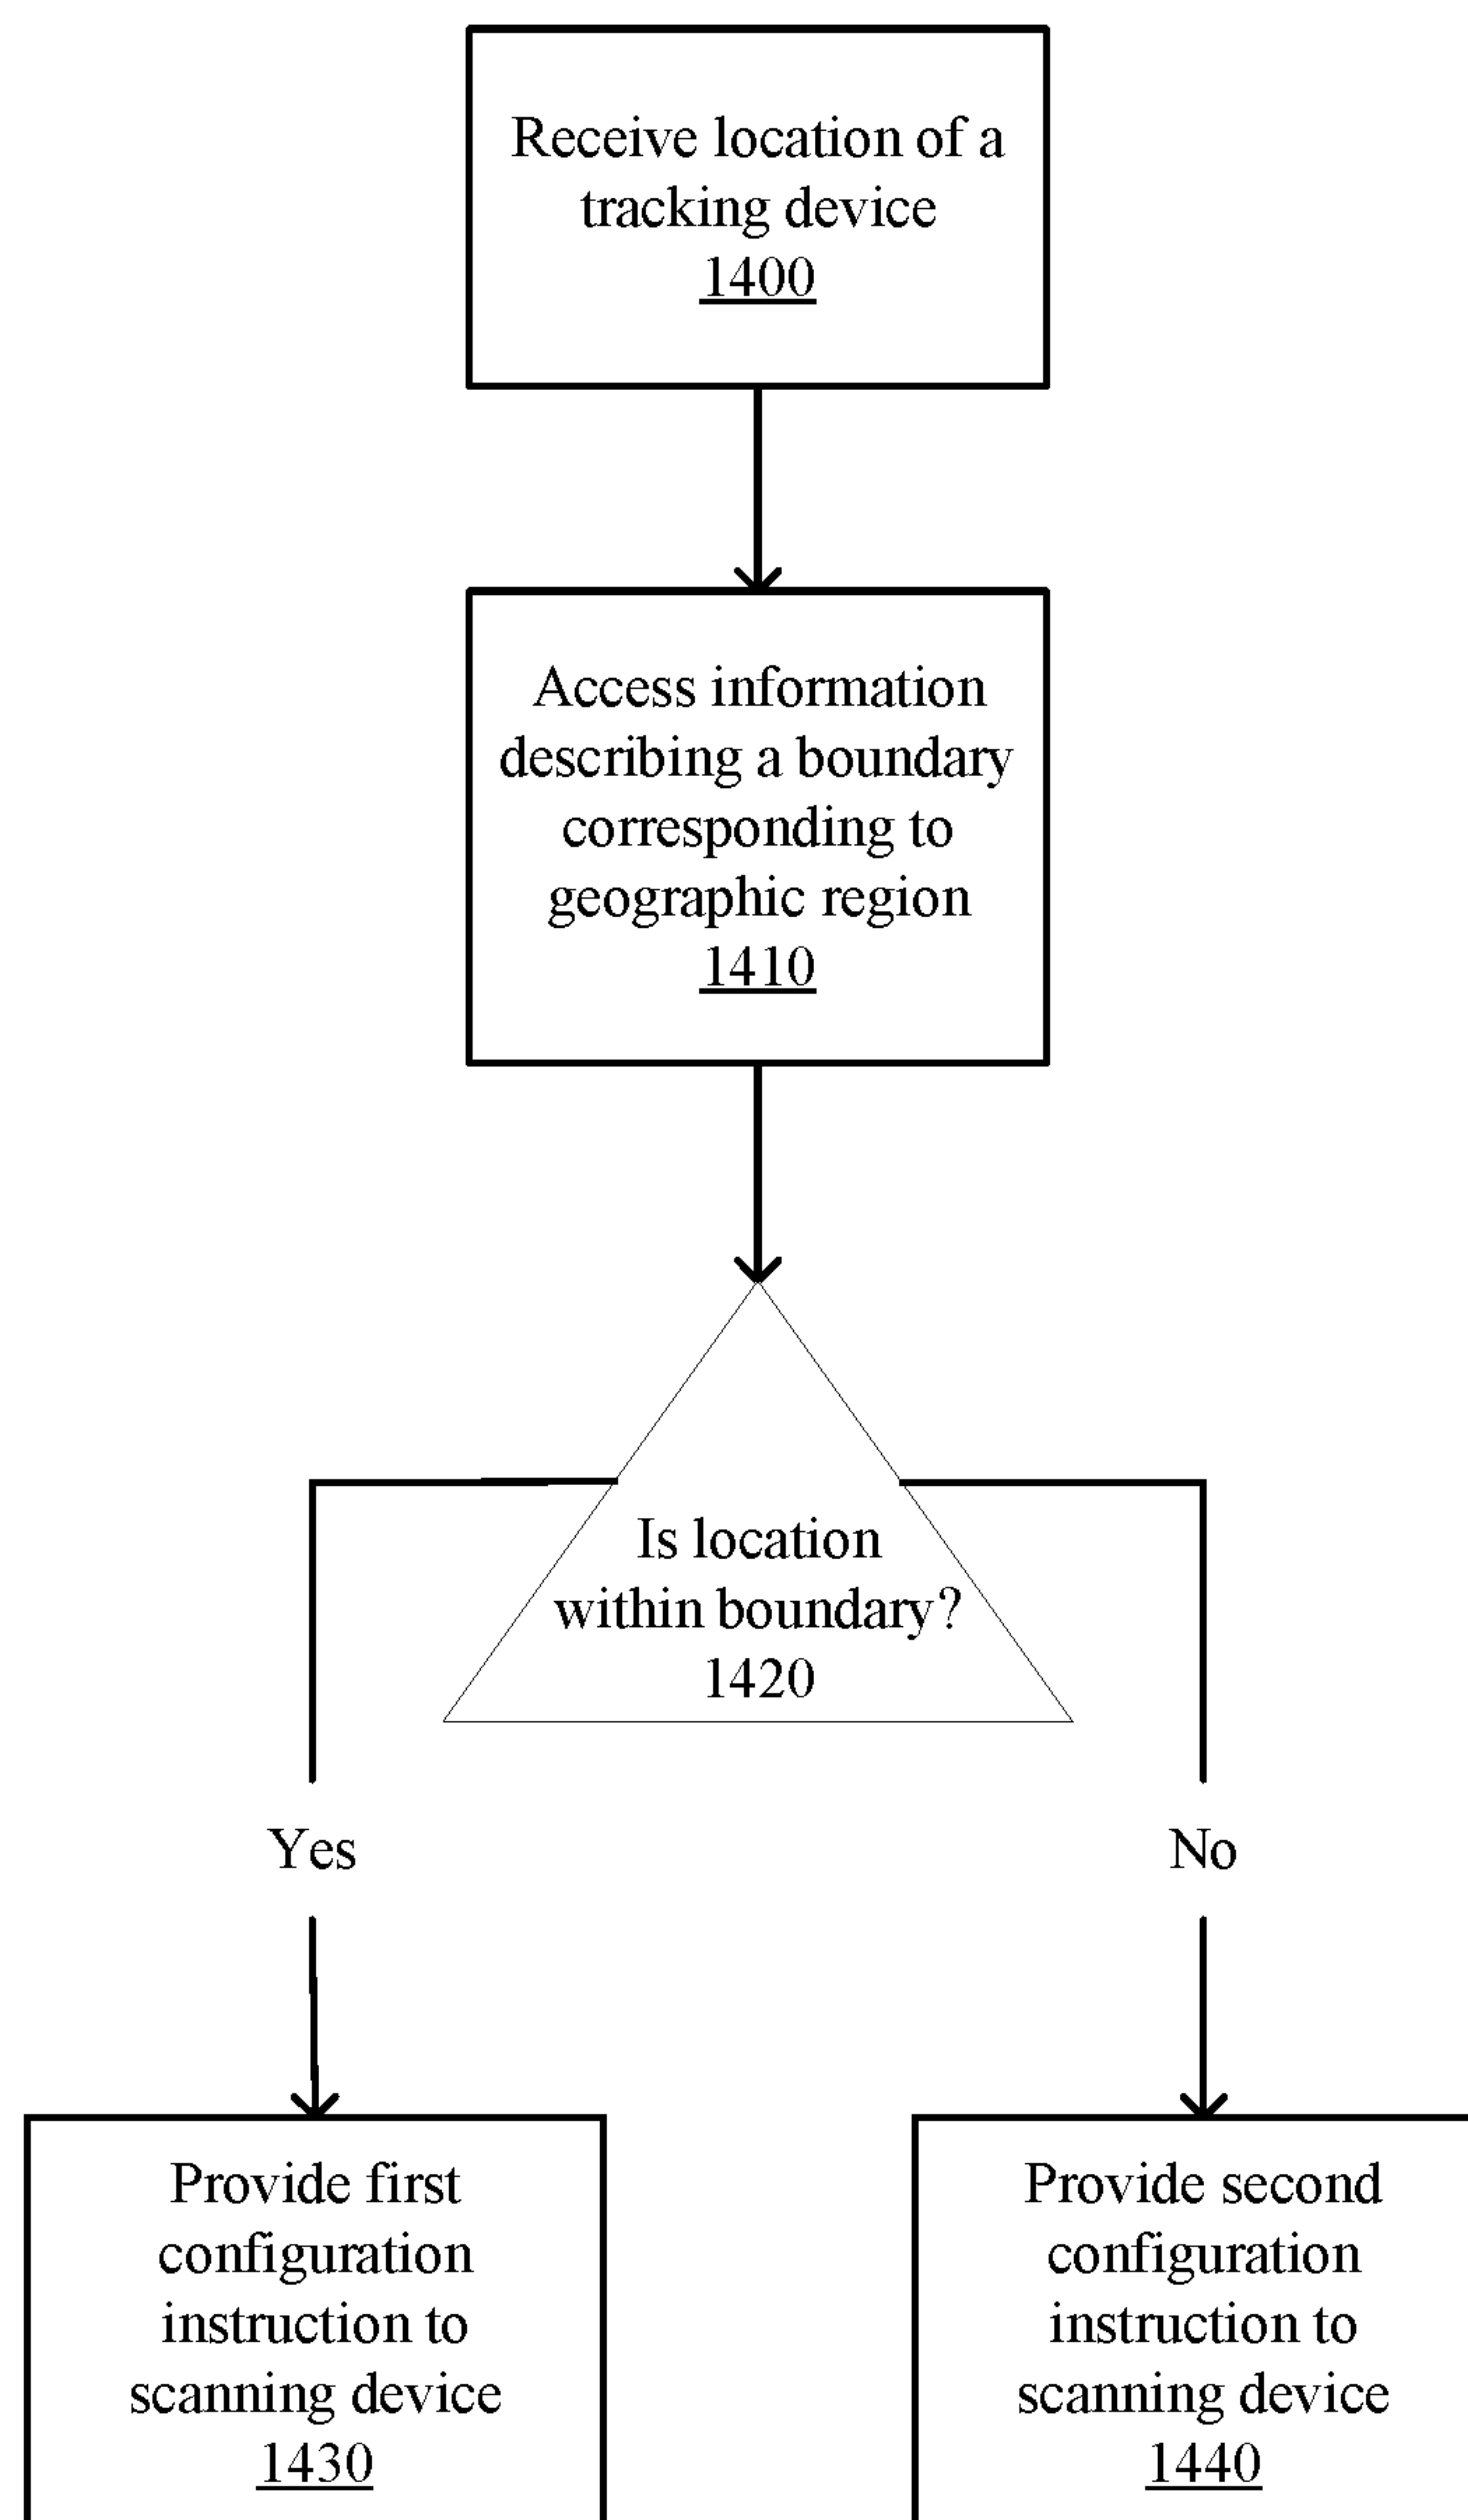 Receive location of a
tracking device
1400
Access information
describing a boundary
corresponding to
geographic region
1410
Is location
within boundary?
1420
Yes
No
Provide first
configuration
instruction to
scanning device
1430
Provide second
configuration
instruction to
scanning device
1440